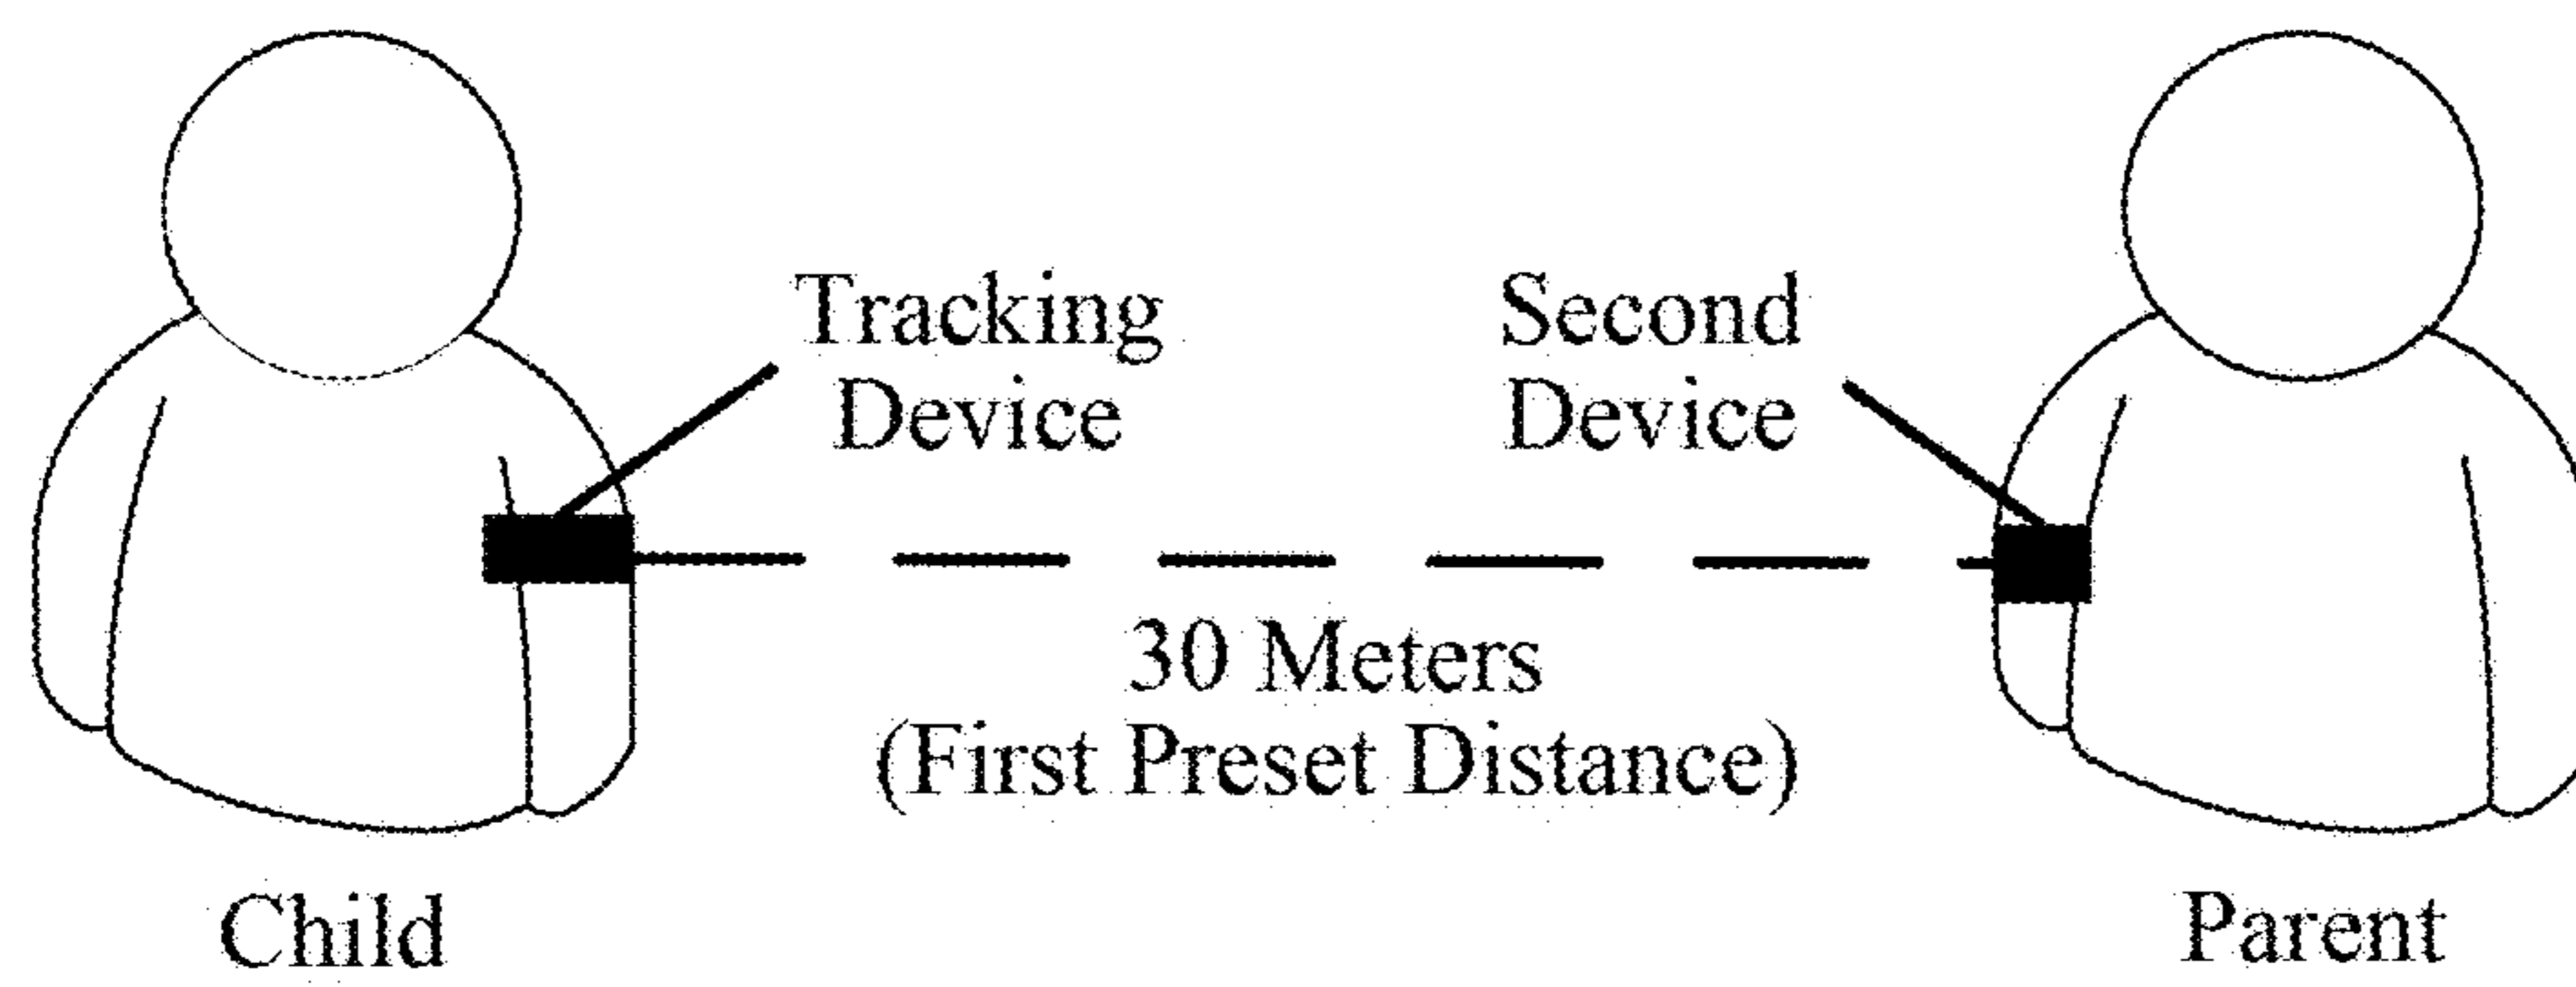 Tracking
Device
Second
Device
30 Meters
(First Preset Distance)
Child
Parent